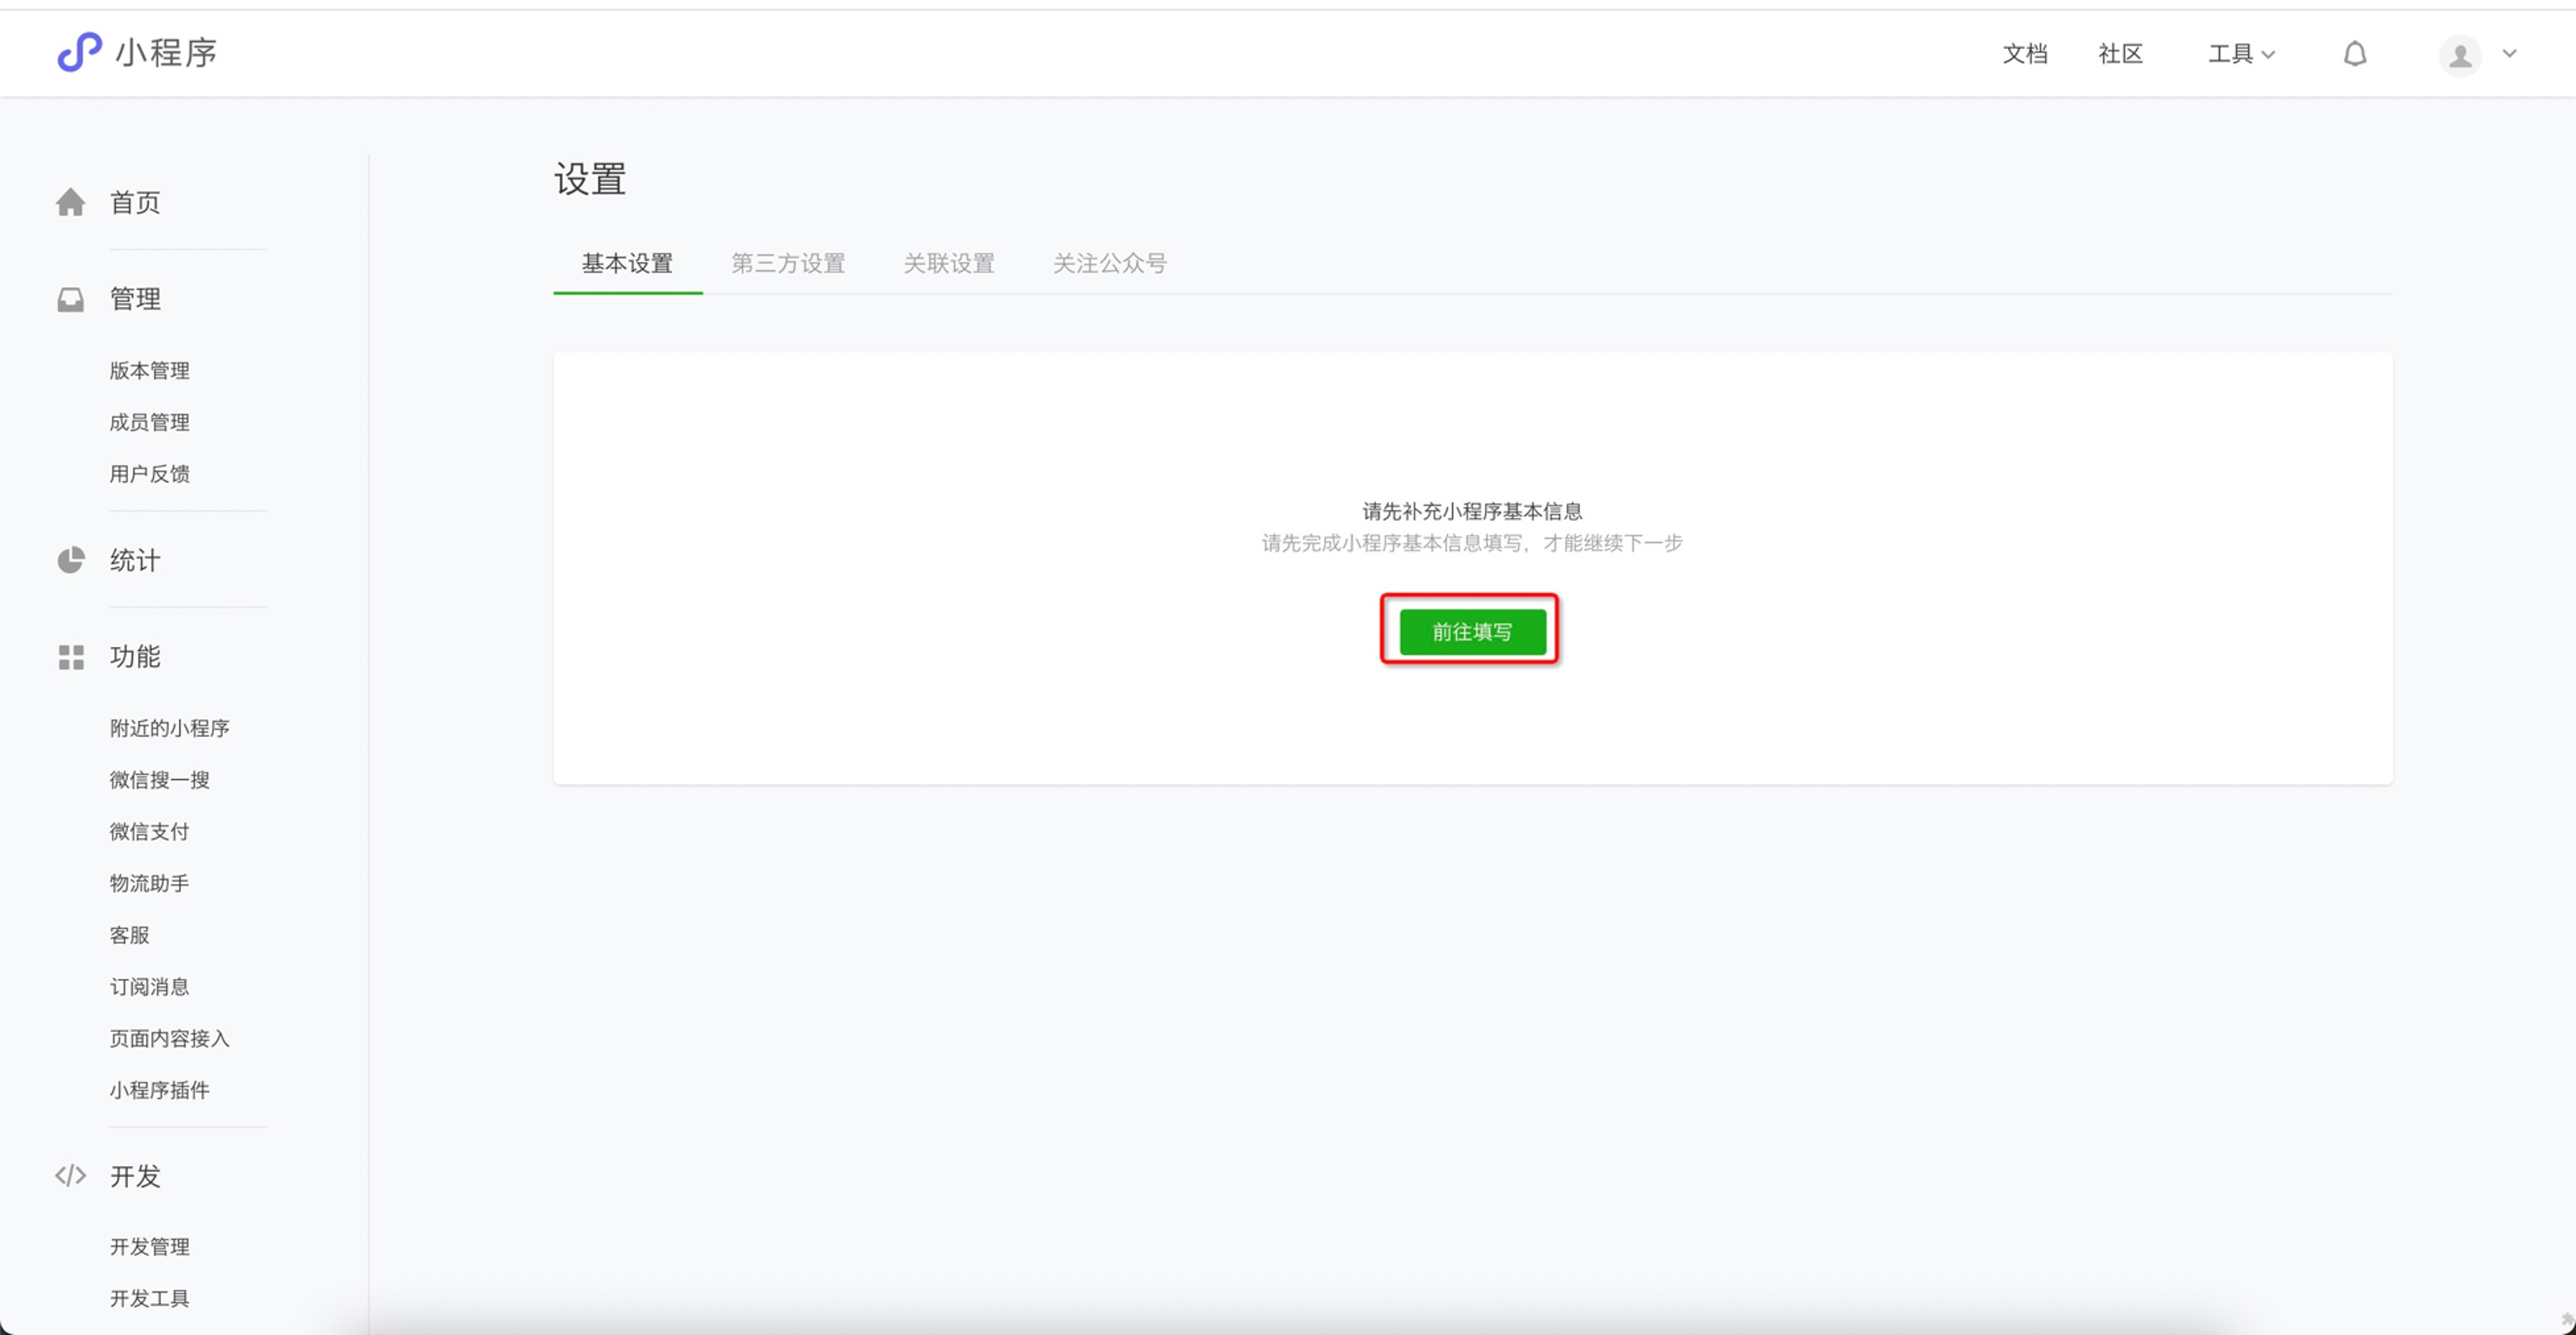 小程序
文档 社区 工具
首页
管理
版本管理
成员管理
用户反馈
统计
功能
附近的小程序
微信搜一搜
微信支付
物流助手
客服
订阅消息
页面内容接入
小程序插件
开发
开发管理
开发工具
设置
基本设置 第三方设置 关联设置 关注公众号
请先补充小程序基本信息
请先完成小程序基本信息填写，才能继续下一步
前往填写